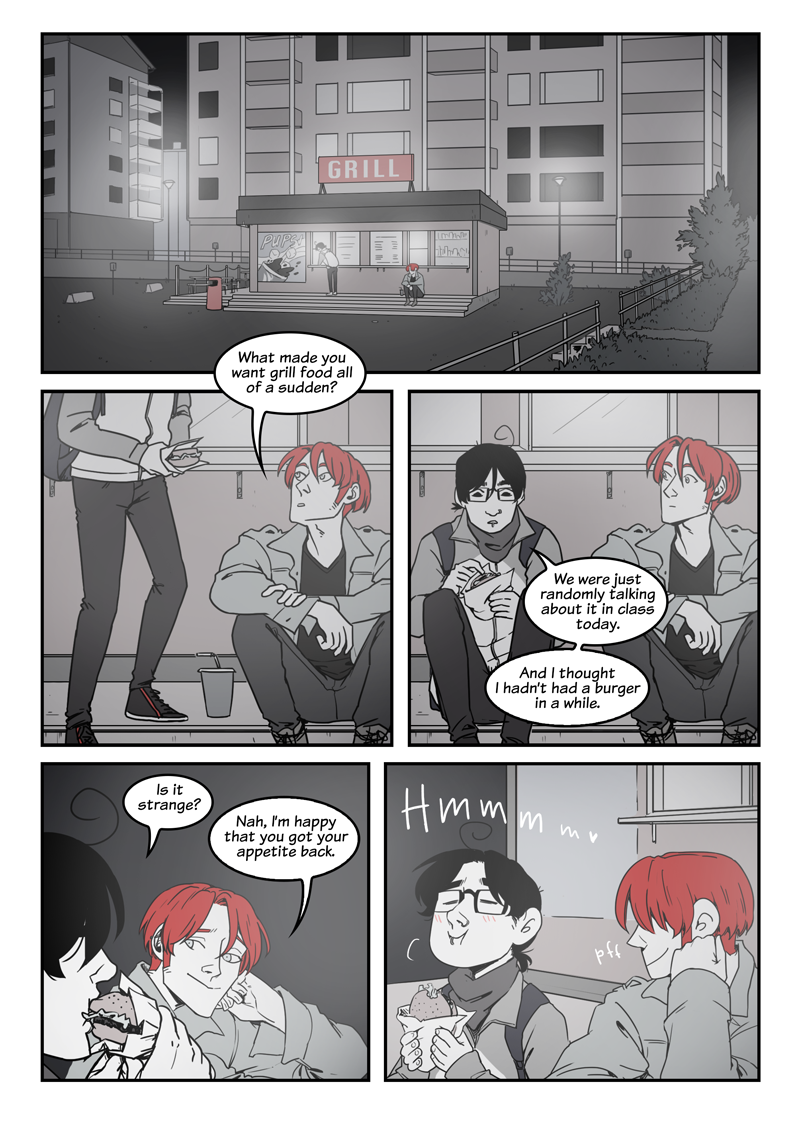 GRILL
PUPS!
What made you
want grill food all
of a sudden?
We were just
randomly talking
about it in class
today.
And I thought
I hadn't had a burger
in a while.
Is it
strange?
Nah, I'm happy
that you got your
appetite back.
Hmmmm♥
pff